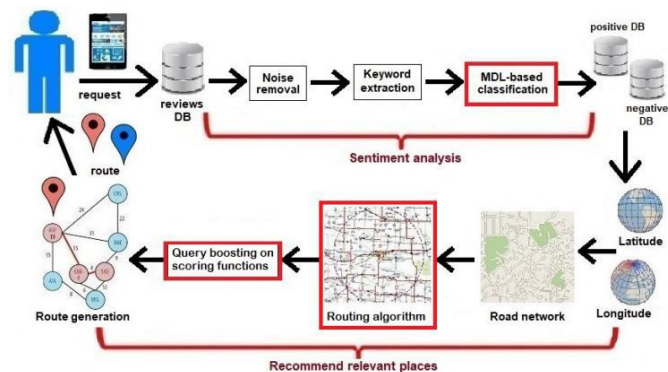 request
reviews
DB
Noise
removal
Keyword
extraction
MDL-based
classification
positive DB
negative
DB
Sentiment analysis
route
Latitude
Longitude
Road network
Routing algorithm
Query boosting on
scoring functions
Route generation
Recommend relevant places